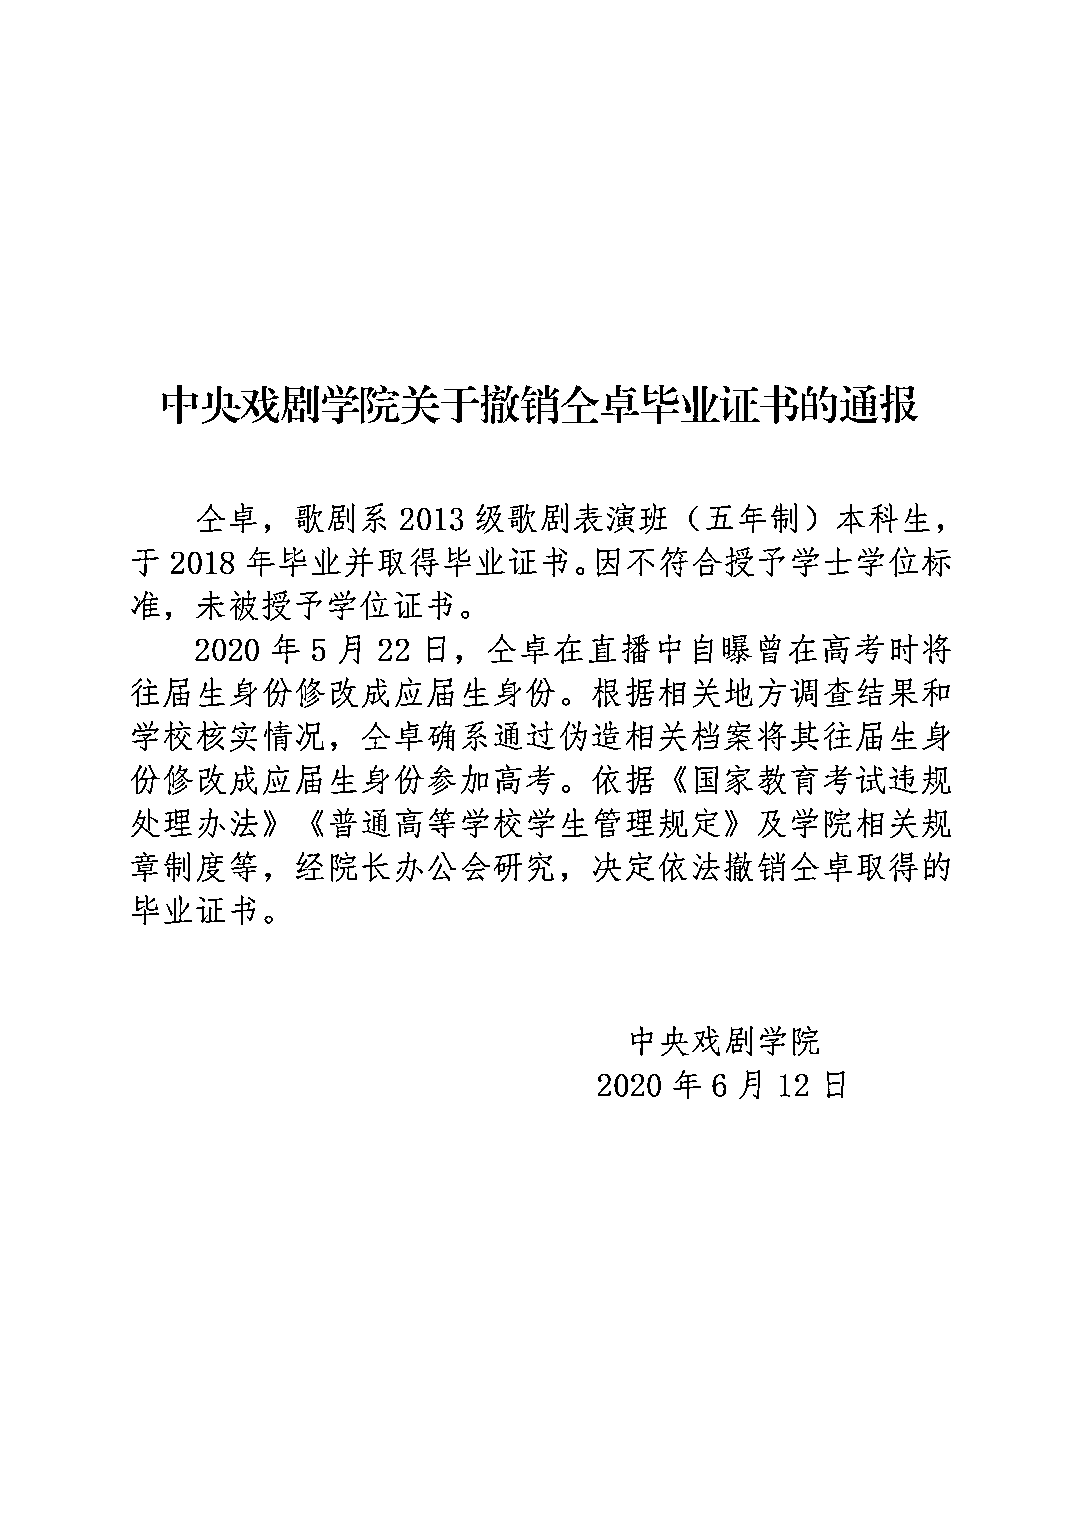 中央戏剧学院关于撤销仝卓毕业证书的通报
仝卓，歌剧系 2013 级歌剧表演班（五年制）本科生，
于 2018 年毕业并取得毕业证书。因不符合授予学士学位标
准，未被授予学位证书。
2020 年 5 月 22 日，仝卓在直播中自曝曾在高考时将
往届生身份修改成应届生身份。根据相关地方调查结果和
学校核实情况，仝卓确系通过伪造相关档案将其往届生身
份修改成应届生身份参加高考。依据《国家教育考试违规
处理办法》《普通高等学校学生管理规定》及学院相关规
章制度等，经院长办公会研究，决定依法撤销仝卓取得的
毕业证书。
中央戏剧学院
2020 年 6 月 12 日